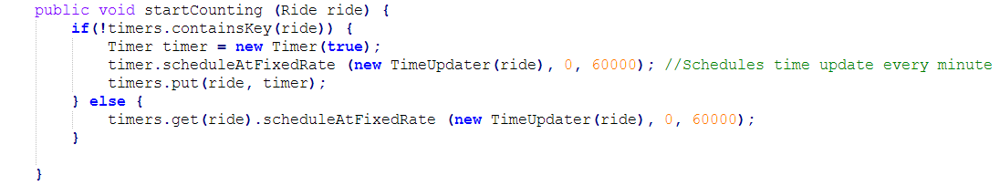 public void startCounting (Ride ride) {
if(!timers.containsKey(ride)) {
Timer timer = new Timer(true);
timer.scheduleAtFixedRate (new TimeUpdater(ride), 0, 60000); //Schedules time update every minute
timers.put(ride, timer);
} else {
timers.get(ride).scheduleAtFixedRate (new TimeUpdater(ride), 0, 60000);
}
}